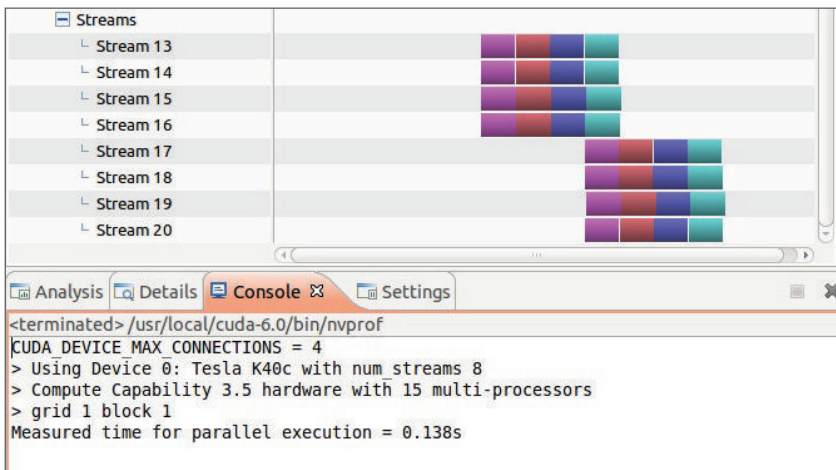 Streams
Stream 13
Stream 14
Stream 15
Stream 16
Stream 17
Stream 18
Stream 19
Stream 20
Analysis Details Console Settings
<terminated> /usr/local/cuda-6.0/bin/nvprof
CUDA_DEVICE_MAX_CONNECTIONS = 4
> Using Device 0: Tesla K40c with num_streams 8
> Compute Capability 3.5 hardware with 15 multi-processors
> grid 1 block 1
Measured time for parallel execution = 0.138s